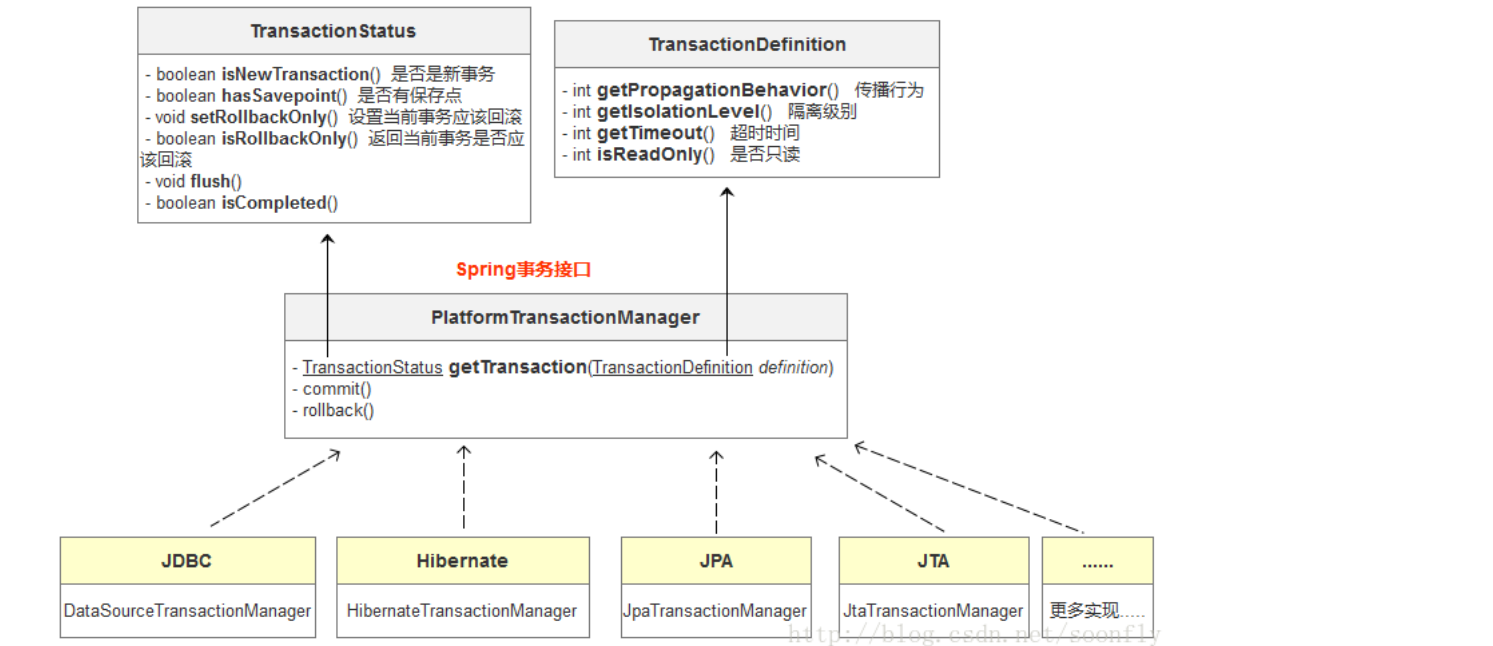 TransactionStatus
- boolean isNewTransaction() 是否是新事务
- boolean hasSavepoint() 是否有保存点
- void setRollbackOnly() 设置当前事务应该回滚
- boolean isRollbackOnly() 返回当前事务是否应
该回滚
- void flush()
- boolean isCompleted()
TransactionDefinition
- int getPropagationBehavior() 传播行为
- int getIsolationLevel() 隔离级别
- int getTimeout() 超时时间
- int isReadOnly() 是否只读
Spring事务接口
PlatformTransactionManager
- TransactionStatus getTransaction(TransactionDefinition definition)
- commit()
- rollback()
JDBC
DataSourceTransactionManager
Hibernate
HibernateTransactionManager
JPA
JpaTransactionManager
JTA
JtaTransactionManager
......
更多实现.....
http://blog.csdn.net/soonfly